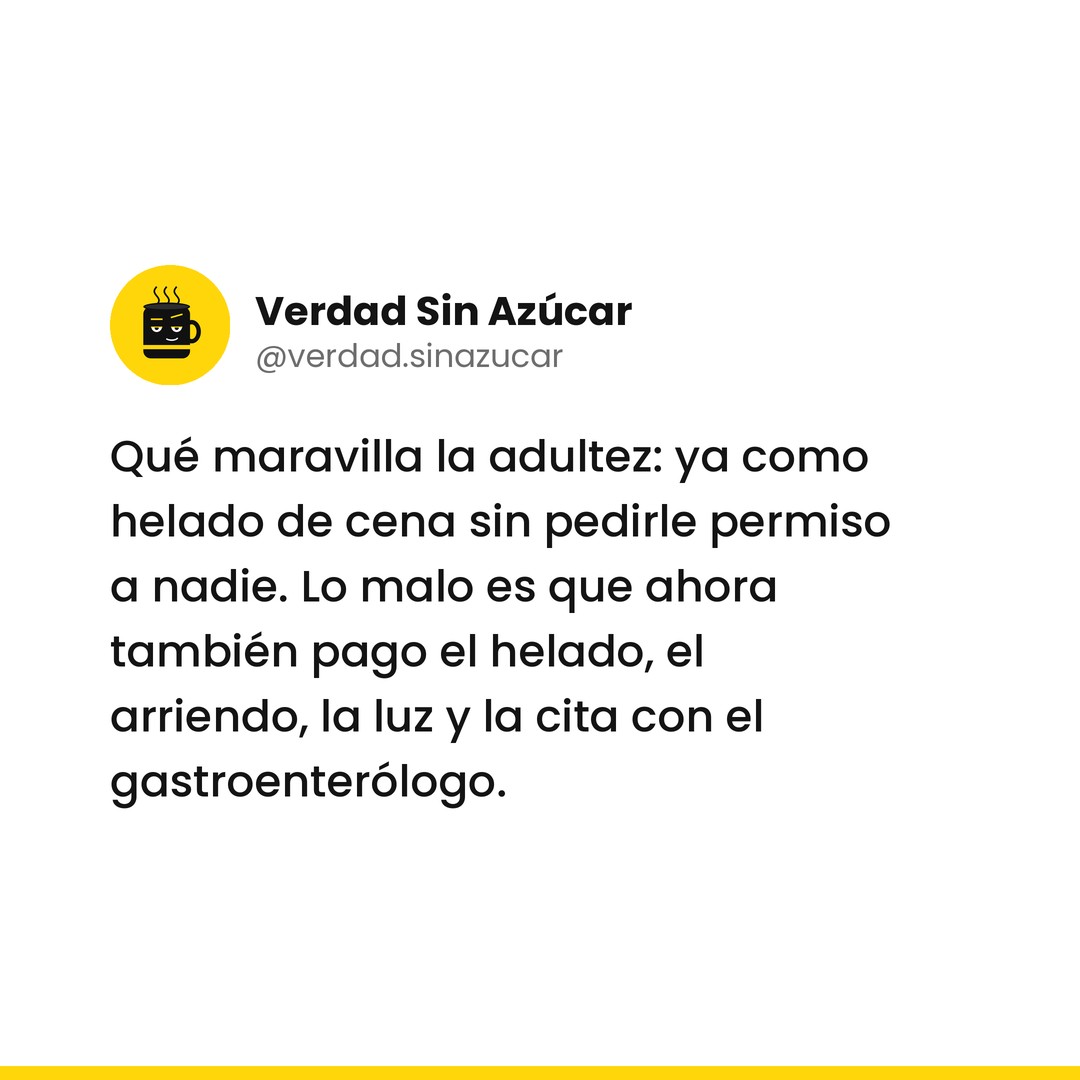 Verdad Sin Azúcar
@verdad.sinazucar
Qué maravilla la adultez: ya como
helado de cena sin pedirle permiso
a nadie. Lo malo es que ahora
también pago el helado, el
arriendo, la luz y la cita con el
gastroenterólogo.